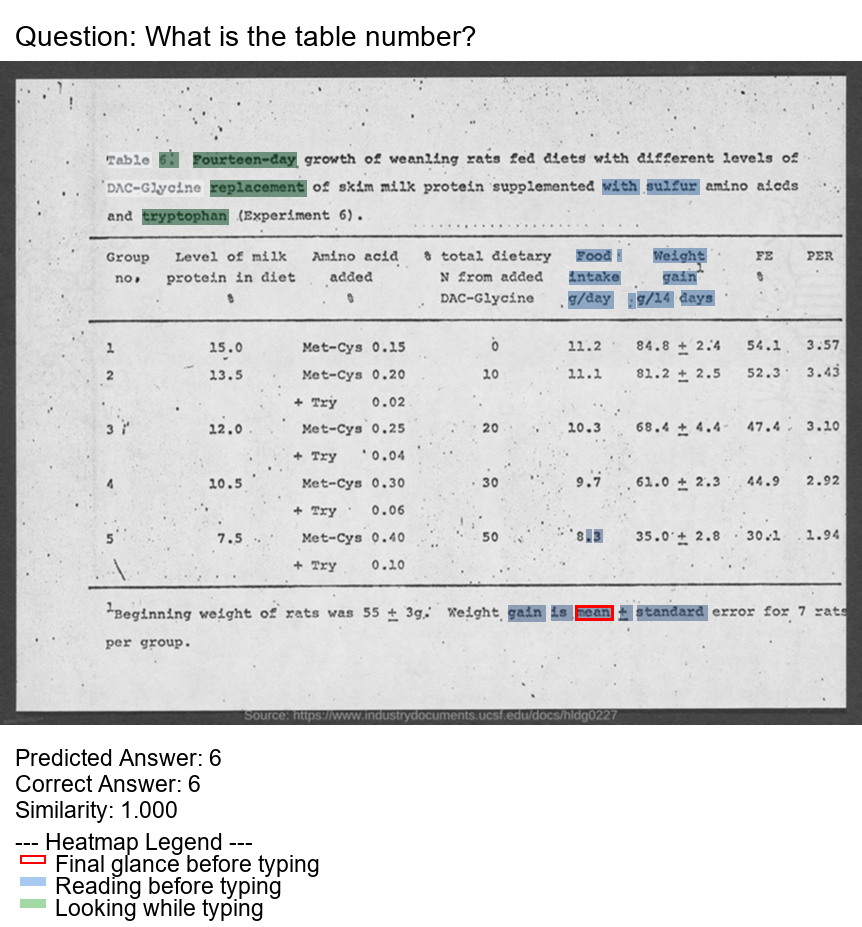 Question: What is the table number?
Table 6. Fourteen-day growth of weanling rats fed diets with different levels of
DAC-Glycine replacement of skim milk protein supplemented with sulfur amino aicds
and tryptophan (Experiment 6).
Group Level of milk Amino acid % total dietary Food Weight FE PER
no, protein in diet added N from added intake gain1 %
% % DAC-Glycine g/day g/14 days
1 15.0 Met-Cys 0.15 0 11.2 84.8 ± 2.4 54.1 3.57
2 13.5 Met-Cys 0.20 10 11.1 81.2 ± 2.5 52.3 3.43
+ Try 0.02
3 12.0 Met-Cys 0.25 20 10.3 68.4 ± 4.4 47.4 3.10
+ Try 0.04
4 10.5 Met-Cys 0.30 30 9.7 61.0 ± 2.3 44.9 2.92
+ Try 0.06
5 7.5 Met-Cys 0.40 50 8.3 35.0 ± 2.8 30.1 1.94
+ Try 0.10
1Beginning weight of rats was 55 ± 3g. Weight gain is mean ± standard error for 7 rats
per group.
Source: https://www.industrydocuments.ucsf.edu/docs/hldg0227
Predicted Answer: 6
Correct Answer: 6
Similarity: 1.000
--- Heatmap Legend ---
Final glance before typing
Reading before typing
Looking while typing